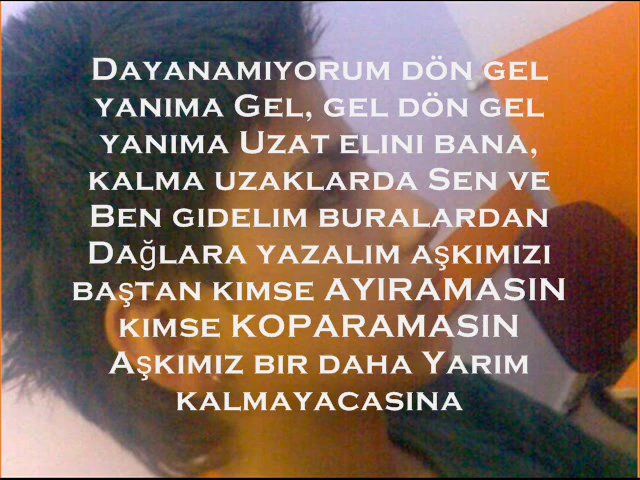 Dayanamıyorum dön gel
yanıma Gel, gel dön gel
yanıma Uzat elini bana,
kalma uzaklarda Sen ve
Ben gidelim buralardan
Dağlara yazalım aşkımızı
baştan kimse AYIRAMASIN
kimse KOPARAMASIN
Aşkımız bir daha Yarım
kalmayacasına